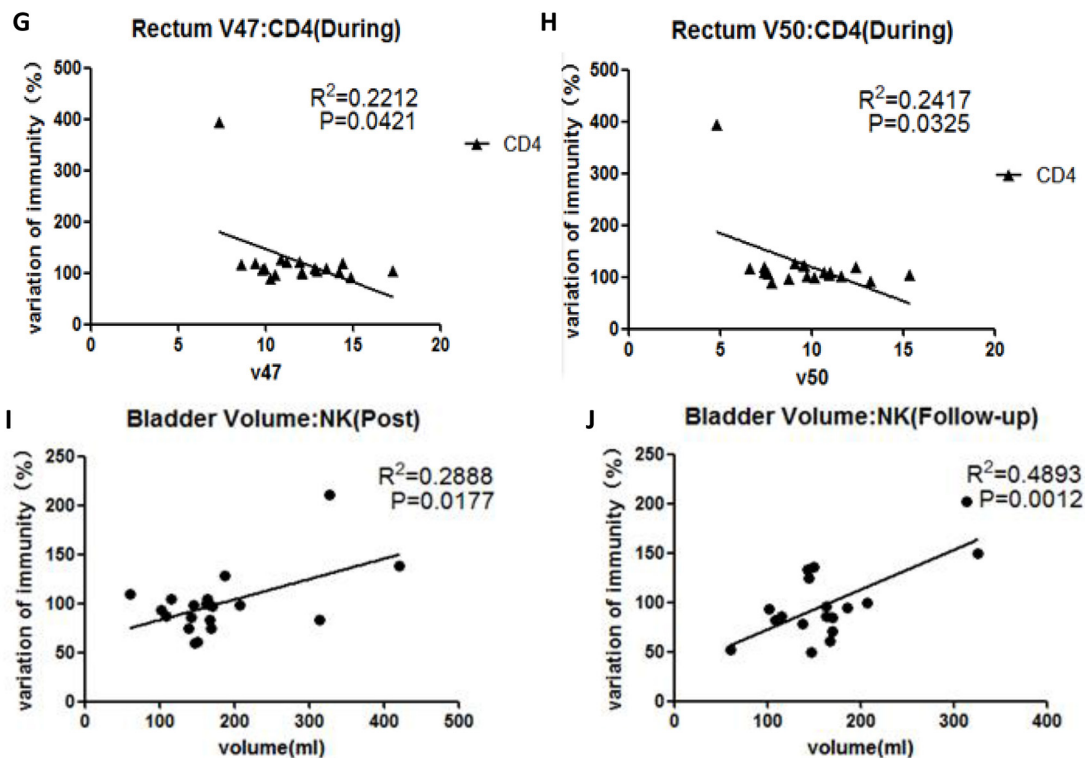 G
Rectum V47:CD4(During)
variation of immunity (%)
500
400
300
200
100
0
R²=0.2212
P=0.0421
CD4
0 5 10 15 20
v47
H
Rectum V50:CD4(During)
variation of immunity (%)
500
400
300
200
100
0
R²=0.2417
P=0.0325
CD4
0 5 10 15 20
v50
I
Bladder Volume:NK(Post)
variation of immunity (%)
250
200
150
100
50
0
R²=0.2888
P=0.0177
0 100 200 300 400 500
volume(ml)
J
Bladder Volume:NK(Follow-up)
variation of immunity (%)
250
200
150
100
50
0
R²=0.4893
P=0.0012
0 100 200 300 400
volume(ml)